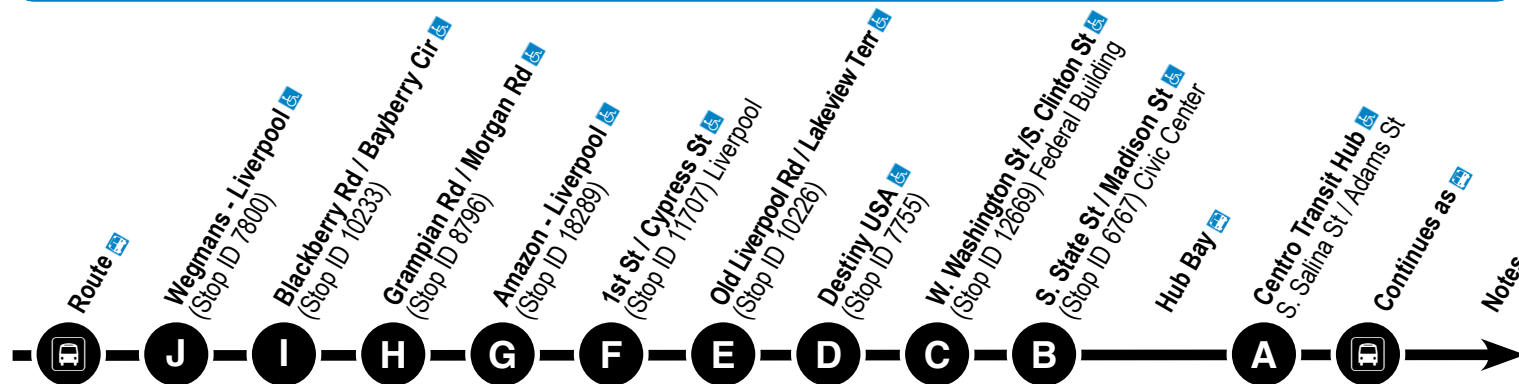 Route
Wegmans - Liverpool
(Stop ID 7800)
Blackberry Rd / Bayberry Cir
(Stop ID 10233)
Grampian Rd / Morgan Rd
(Stop ID 8796)
Amazon - Liverpool
(Stop ID 18289)
1st St / Cypress St
(Stop ID 11707) Liverpool
Old Liverpool Rd / Lakeview Terr
(Stop ID 10226)
Destiny USA
(Stop ID 7755)
W. Washington St /S. Clinton St
(Stop ID 12669) Federal Building
S. State St / Madison St
(Stop ID 6767) Civic Center
Hub Bay
Centro Transit Hub
S. Salina St / Adams St
Continues as
Notes
J I H G F E D C B A